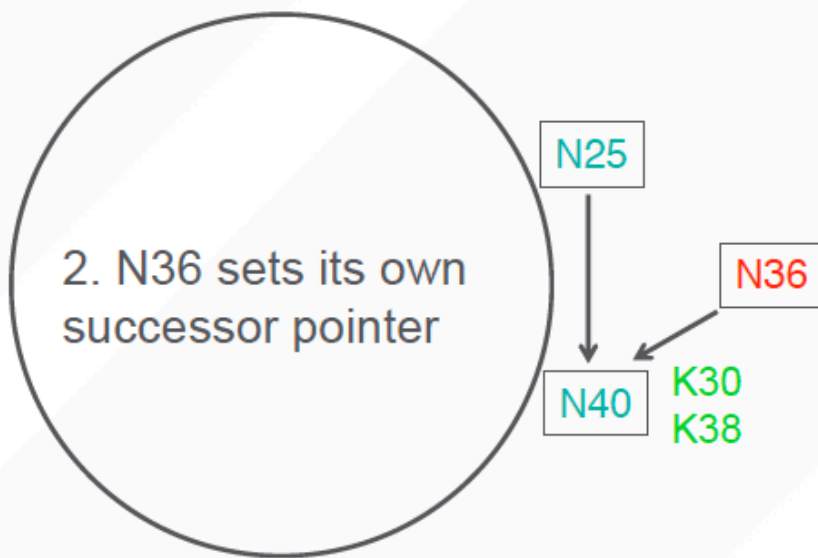 N25
2. N36 sets its own
successor pointer
N36
N40
K30
K38